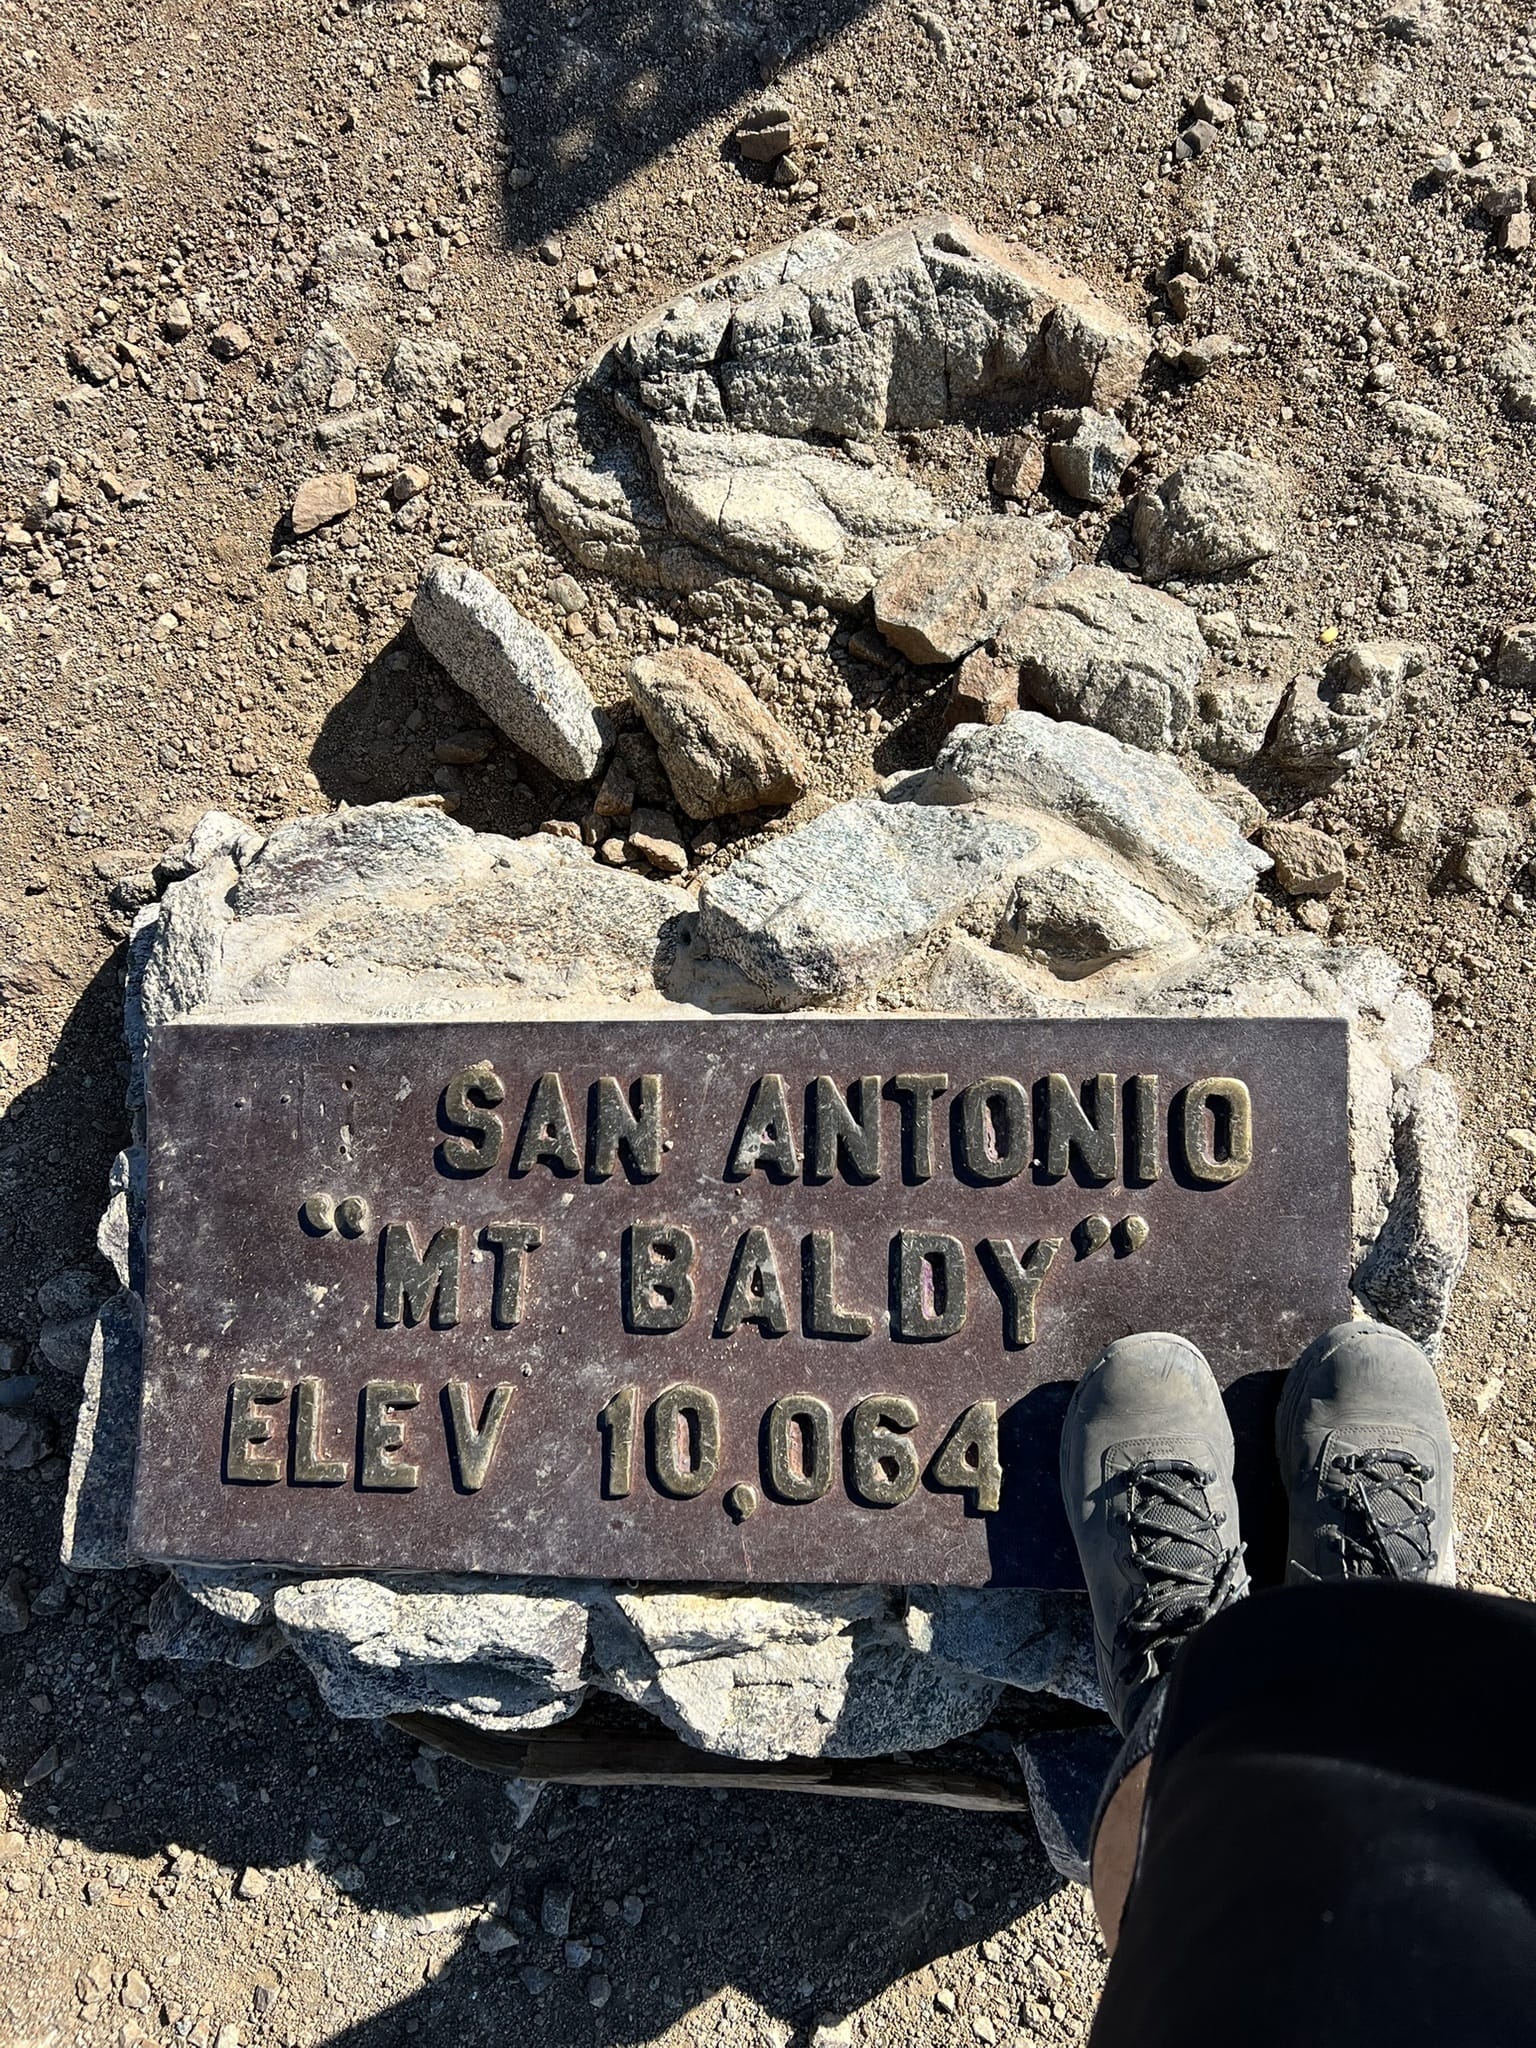 SAN ANTONIO
“MT BALDY”
ELEV 10,064